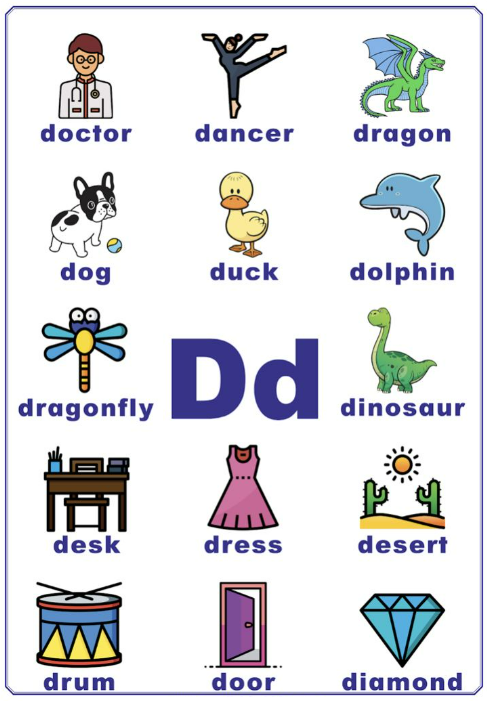 doctor dancer dragon
dog duck dolphin
dragonfly Dd dinosaur
desk dress desert
drum door diamond